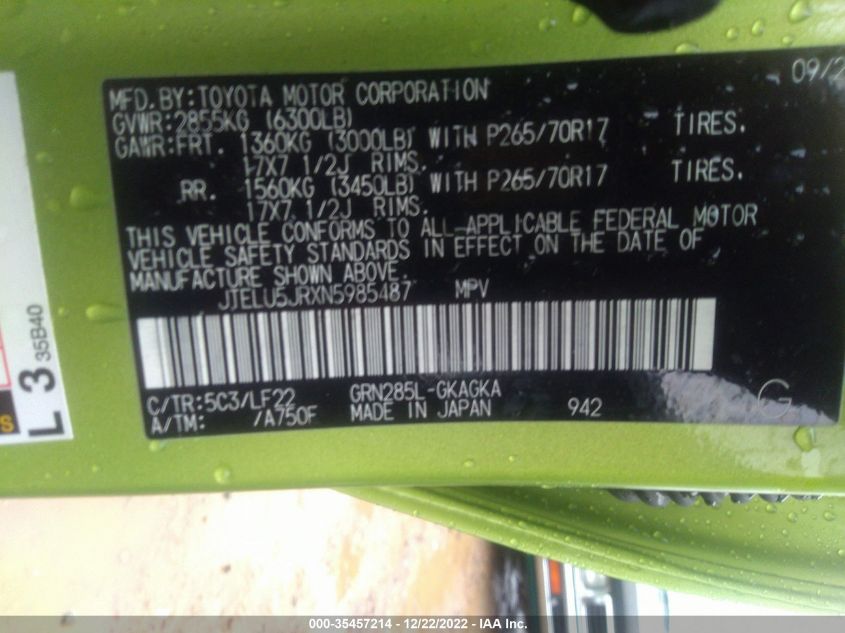 09/2
MFD.BY:TOYOTA MOTOR CORPORATION
GVWR:2855KG (6300LB)
GAWR:FRT. 1360KG (3000LB) WITH P265/70R17 TIRES.
17X7 1/2J RIMS.
RR. 1560KG (3450LB) WITH P265/70R17 TIRES.
17X7 1/2J RIMS.
THIS VEHICLE CONFORMS TO ALL APPLICABLE FEDERAL MOTOR
VEHICLE SAFETY STANDARDS IN EFFECT ON THE DATE OF
MANUFACTURE SHOWN ABOVE.
JTELU5JRXN5985487 MPV
C/TR:5C3/LF22 GRN285L-GKAGKA
A/TM: /A750F MADE IN JAPAN 942 G
L 3 35B40
S
000-35457214 - 12/22/2022 - IAA Inc.